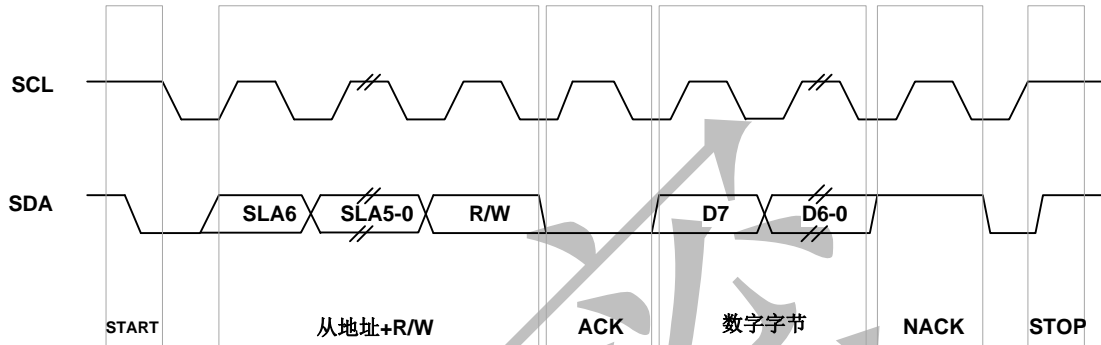 SCL
SDA
SLA6 SLA5-0 R/W D7 D6-0
START 从地址+R/W ACK 数字字节 NACK STOP